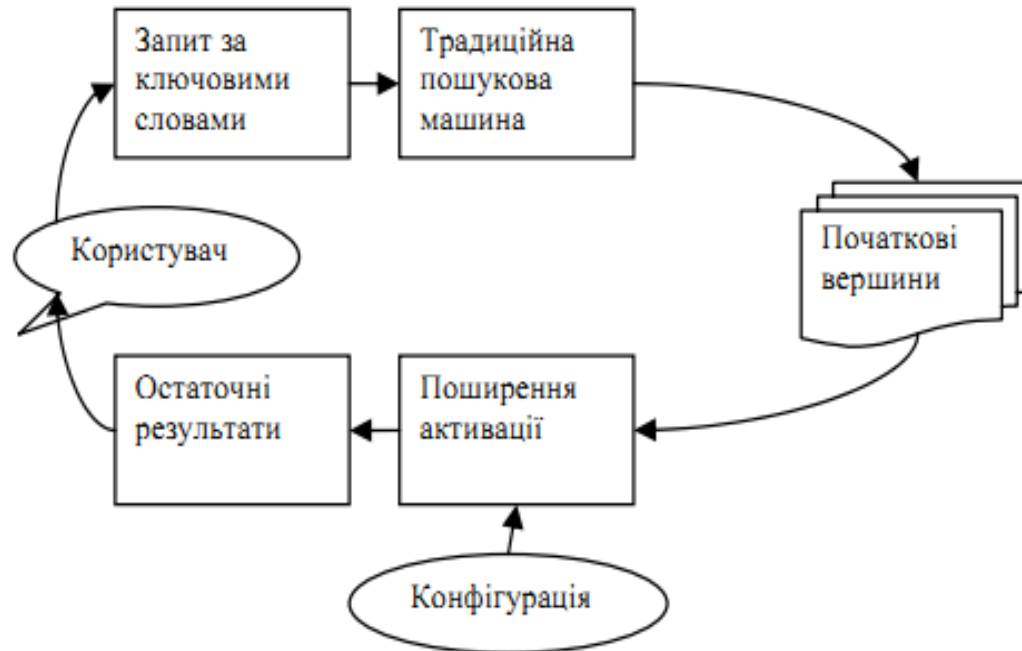 Запит за
ключовими
словами
Традиційна
пошукова
машина
Користувач
Початкові
вершини
Остаточні
результати
Поширення
активації
Конфігурація